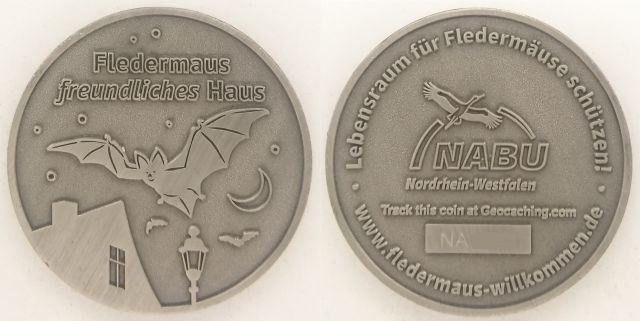 Fledermaus
freundliches Haus
Lebensraum für Fledermäuse schützen!
NABU
Nordrhein-Westfalen
Track this coin at Geocaching.com
NA
www.fledermaus-willkommen.de